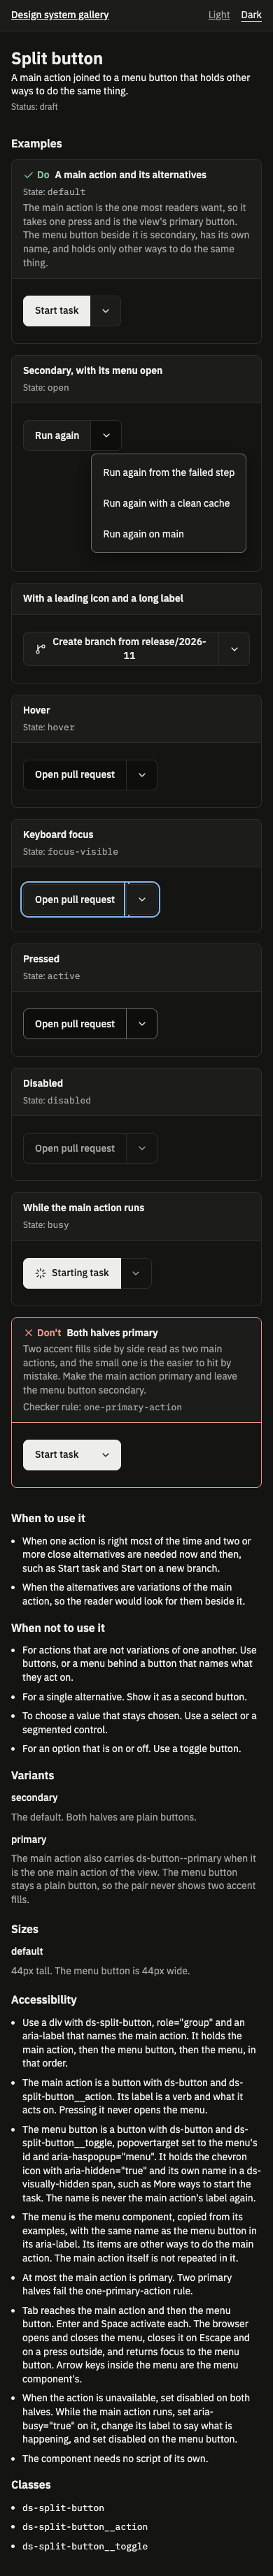 Design system gallery
Light
Dark
Split button
A main action joined to a menu button that holds other
ways to do the same thing.
Status: draft
Examples
Do A main action and its alternatives
State: default
The main action is the one most readers want, so it
takes one press and is the view's primary button.
The menu button beside it is secondary, has its own
name, and holds only other ways to do the same
thing.
Start task
Secondary, with its menu open
State: open
Run again
Run again from the failed step
Run again with a clean cache
Run again on main
With a leading icon and a long label
Create branch from release/2026-
11
Hover
State: hover
Open pull request
Keyboard focus
State: focus-visible
Open pull request
Pressed
State: active
Open pull request
Disabled
State: disabled
Open pull request
While the main action runs
State: busy
Starting task
Don't Both halves primary
Two accent fills side by side read as two main
actions, and the small one is the easier to hit by
mistake. Make the main action primary and leave
the menu button secondary.
Checker rule: one-primary-action
Start task
When to use it
• When one action is right most of the time and two or
more close alternatives are needed now and then,
such as Start task and Start on a new branch.
• When the alternatives are variations of the main
action, so the reader would look for them beside it.
When not to use it
• For actions that are not variations of one another. Use
buttons, or a menu behind a button that names what
they act on.
• For a single alternative. Show it as a second button.
• To choose a value that stays chosen. Use a select or a
segmented control.
• For an option that is on or off. Use a toggle button.
Variants
secondary
The default. Both halves are plain buttons.
primary
The main action also carries ds-button--primary when it
is the one main action of the view. The menu button
stays a plain button, so the pair never shows two accent
fills.
Sizes
default
44px tall. The menu button is 44px wide.
Accessibility
• Use a div with ds-split-button, role="group" and an
aria-label that names the main action. It holds the
main action, then the menu button, then the menu, in
that order.
• The main action is a button with ds-button and ds-
split-button__action. Its label is a verb and what it
acts on. Pressing it never opens the menu.
• The menu button is a button with ds-button and ds-
split-button__toggle, popovertarget set to the menu's
id and aria-haspopup="menu". It holds the chevron
icon with aria-hidden="true" and its own name in a ds-
visually-hidden span, such as More ways to start the
task. The name is never the main action's label again.
• The menu is the menu component, copied from its
examples, with the same name as the menu button in
its aria-label. Its items are other ways to do the main
action. The main action itself is not repeated in it.
• At most the main action is primary. Two primary
halves fail the one-primary-action rule.
• Tab reaches the main action and then the menu
button. Enter and Space activate each. The browser
opens and closes the menu, closes it on Escape and
on a press outside, and returns focus to the menu
button. Arrow keys inside the menu are the menu
component's.
• When the action is unavailable, set disabled on both
halves. While the main action runs, set aria-
busy="true" on it, change its label to say what is
happening, and set disabled on the menu button.
• The component needs no script of its own.
Classes
• ds-split-button
• ds-split-button__action
• ds-split-button__toggle